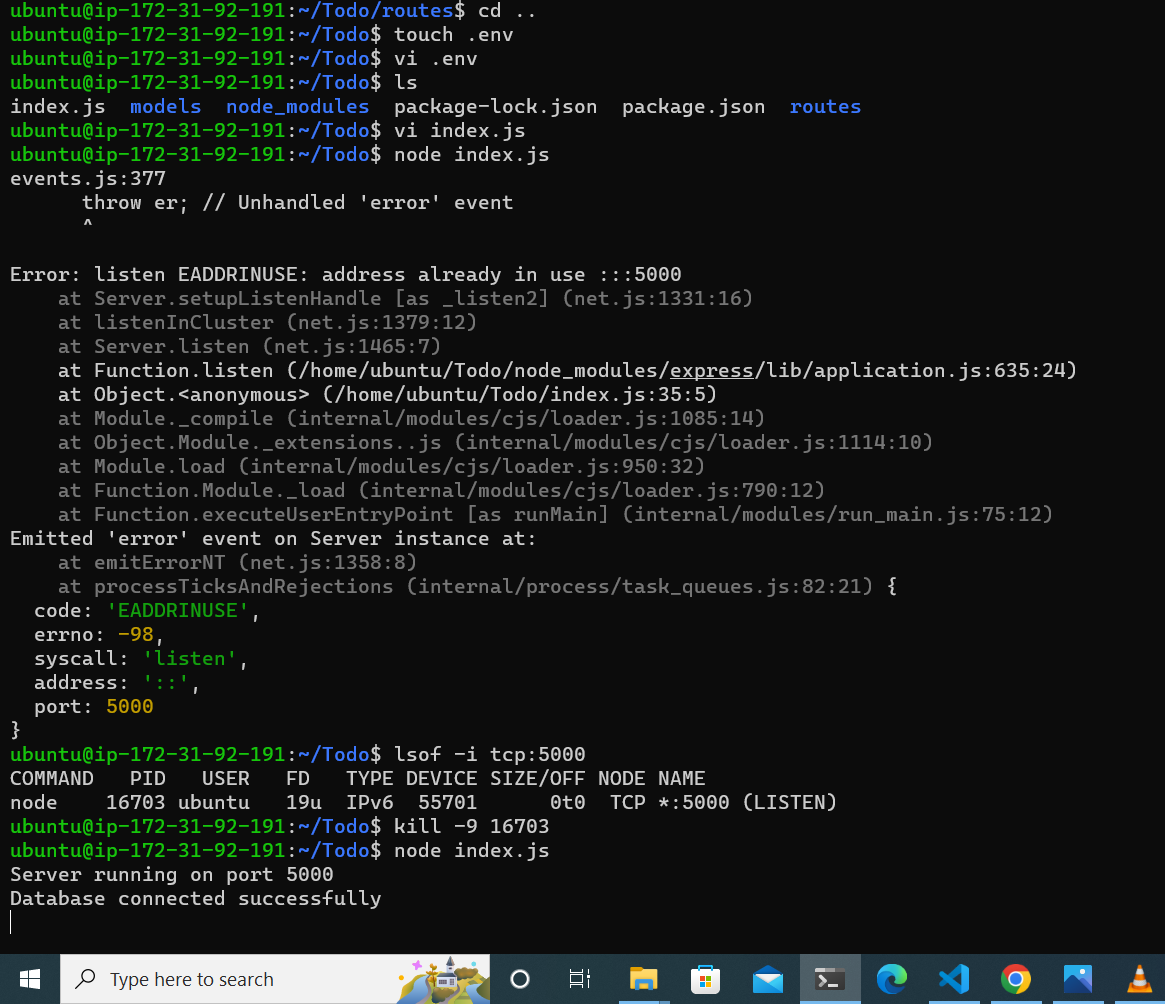 ubuntu@ip-172-31-92-191:~/Todo/routes$ cd ..
ubuntu@ip-172-31-92-191:~/Todo$ touch .env
ubuntu@ip-172-31-92-191:~/Todo$ vi .env
ubuntu@ip-172-31-92-191:~/Todo$ ls
index.js  models  node_modules  package-lock.json  package.json  routes
ubuntu@ip-172-31-92-191:~/Todo$ vi index.js
ubuntu@ip-172-31-92-191:~/Todo$ node index.js
events.js:377
      throw er; // Unhandled 'error' event
      ^
Error: listen EADDRINUSE: address already in use :::5000
    at Server.setupListenHandle [as _listen2] (net.js:1331:16)
    at listenInCluster (net.js:1379:12)
    at Server.listen (net.js:1465:7)
    at Function.listen (/home/ubuntu/Todo/node_modules/express/lib/application.js:635:24)
    at Object.<anonymous> (/home/ubuntu/Todo/index.js:35:5)
    at Module._compile (internal/modules/cjs/loader.js:1085:14)
    at Object.Module._extensions..js (internal/modules/cjs/loader.js:1114:10)
    at Module.load (internal/modules/cjs/loader.js:950:32)
    at Function.Module._load (internal/modules/cjs/loader.js:790:12)
    at Function.executeUserEntryPoint [as runMain] (internal/modules/run_main.js:75:12)
Emitted 'error' event on Server instance at:
    at emitErrorNT (net.js:1358:8)
    at processTicksAndRejections (internal/process/task_queues.js:82:21) {
  code: 'EADDRINUSE',
  errno: -98,
  syscall: 'listen',
  address: '::',
  port: 5000
}
ubuntu@ip-172-31-92-191:~/Todo$ lsof -i tcp:5000
COMMAND   PID   USER   FD   TYPE DEVICE SIZE/OFF NODE NAME
node    16703 ubuntu   19u  IPv6  55701      0t0  TCP *:5000 (LISTEN)
ubuntu@ip-172-31-92-191:~/Todo$ kill -9 16703
ubuntu@ip-172-31-92-191:~/Todo$ node index.js
Server running on port 5000
Database connected successfully
Type here to search